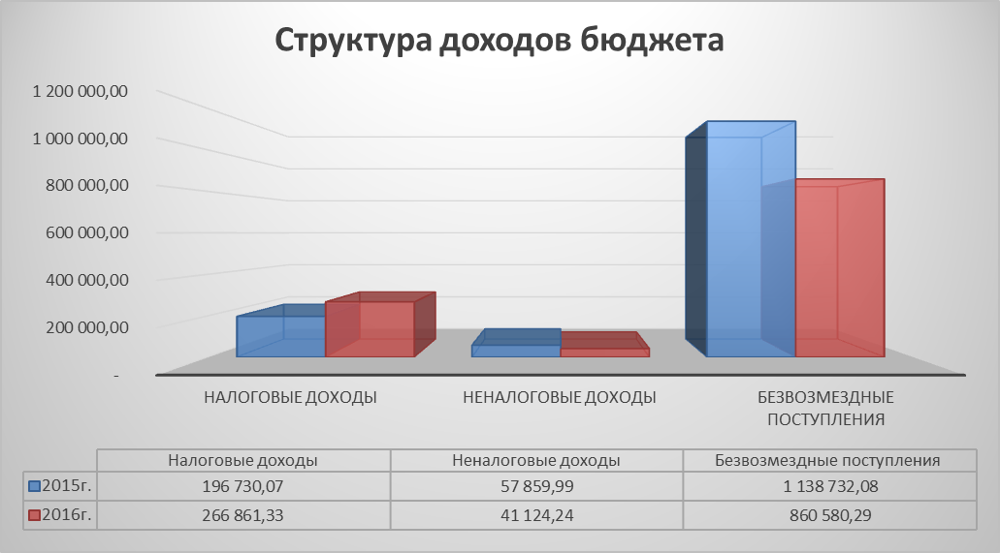 Структура доходов бюджета
1 200 000,00
1 000 000,00
800 000,00
600 000,00
400 000,00
200 000,00
-
НАЛОГОВЫЕ ДОХОДЫ НЕНАЛОГОВЫЕ ДОХОДЫ БЕЗВОЗМЕЗДНЫЕ
ПОСТУПЛЕНИЯ
Налоговые доходы Неналоговые доходы Безвозмездные поступления
2015г. 196 730,07 57 859,99 1 138 732,08
2016г. 266 861,33 41 124,24 860 580,29